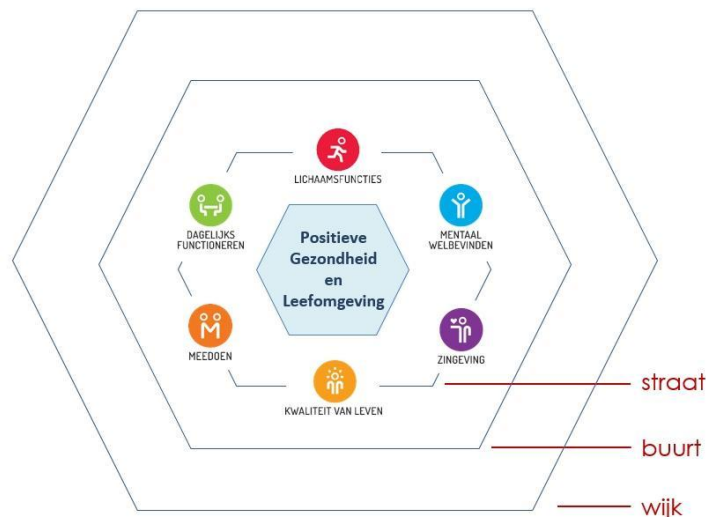 LICHAAMSFUNCTIES
DAGELIJKS
FUNCTIONEREN
MENTAAL
WELBEVINDEN
Positieve
Gezondheid
en
Leefomgeving
MEEDOEN
ZINGEVING
KWALITEIT VAN LEVEN
straat
buurt
wijk